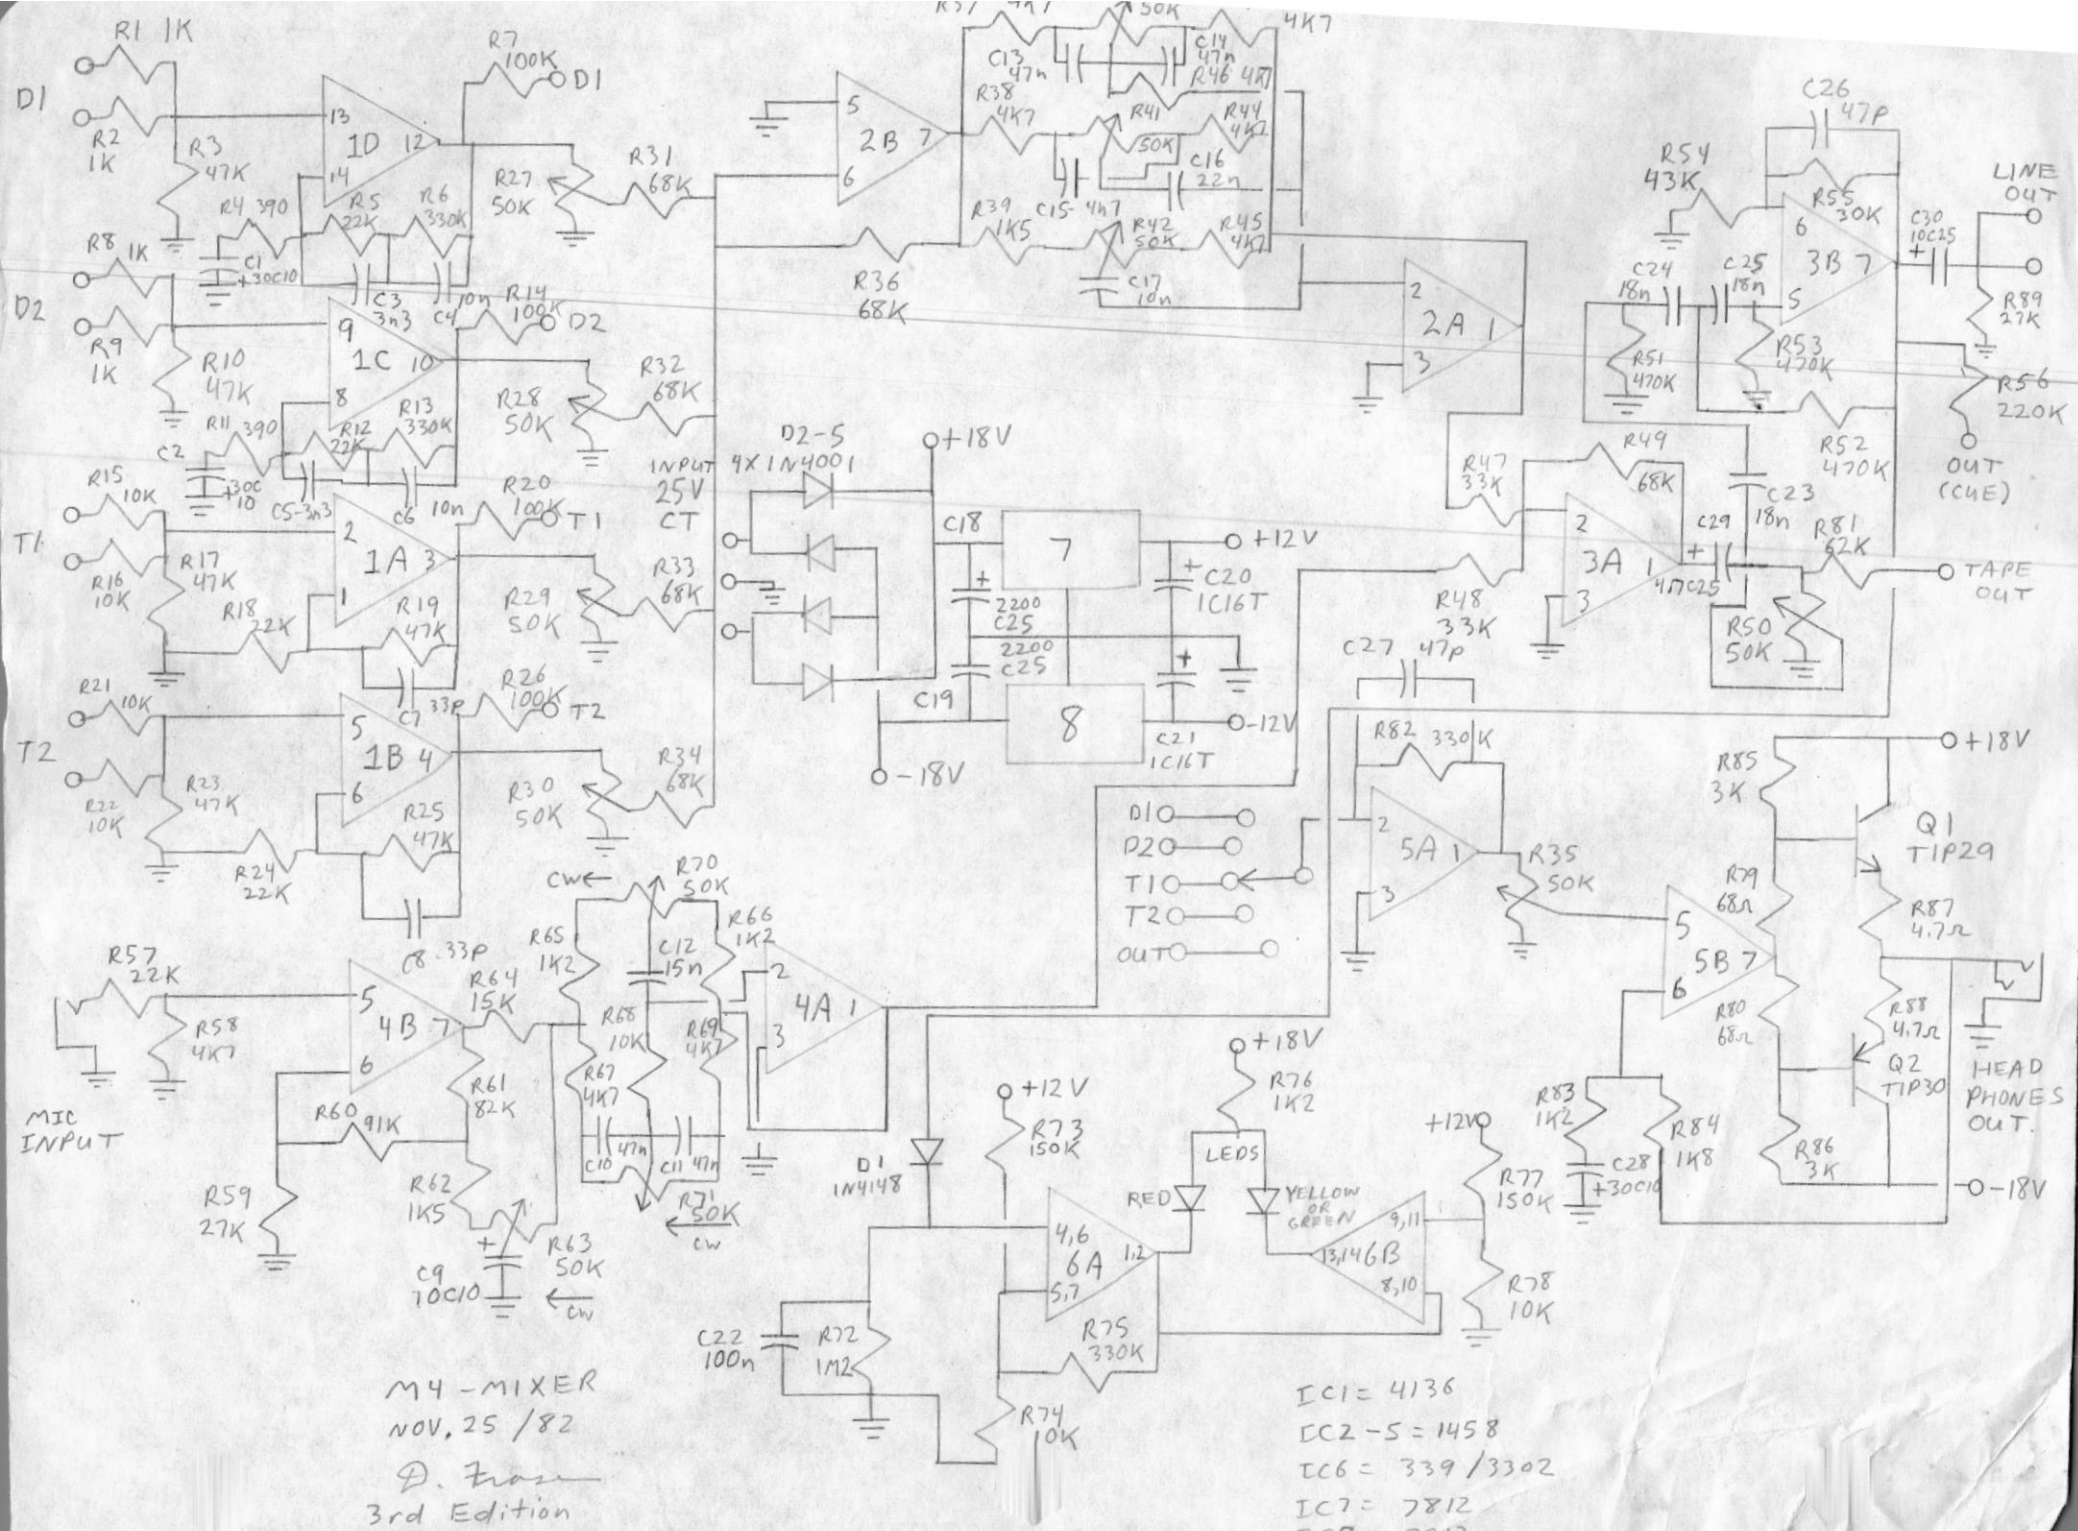 R1 1K
D1
R2
1K
R3
47K
R4 390
C1
+30C10
13
14
1D
12
R5
22K
R6
330K
C3
3n3
C4
10n
R7
100K
D1
R27
50K
R31
68K
R8 1K
D2
R9
1K
R10
47K
R11 390
C2
+30C
10
9
8
1C
10
R12
22K
R13
330K
C5-3n3
C6
10n
R14
100K
D2
R28
50K
R32
68K
R15
10K
T1
R16
10K
R17
47K
R18
22K
2
1
1A
3
R19
47K
C7
33p
R20
100K
T1
R29
50K
R33
68K
R21
10K
T2
R22
10K
R23
47K
R24
22K
5
6
1B
4
R25
47K
C8 .33p
R26
100K
T2
R30
50K
R34
68K
5
6
2B
7
R36
68K
R37 4K7
50K
4K7
C13
47n
C14
47n
R46 4K7
R38
4K7
R41
50K
R44
4K7
C15-4n7
C16
22n
R39
1K5
R42
50K
R45
4K7
C17
10n
2
3
2A
1
INPUT
25V
CT
D2-5
4X1N4001
+18V
C18
2200
C25
2200
C25
C19
-18V
7
8
+
C20
1C16T
+12V
+
C21
1C16T
-12V
R47
33K
R48
33K
R49
68K
2
3
3A
1
C29
+
4.7C25
C23
18n
R50
50K
R81
62K
TAPE
OUT
C24
18n
C25
18n
R51
470K
R53
470K
R52
470K
R54
43K
C26
47p
R55
30K
6
5
3B
7
C30
10C25
+
LINE
OUT
R89
27K
R56
220K
OUT
(CUE)
R57
22K
MIC
INPUT
R58
4K7
5
6
4B
7
R59
27K
R60
91K
R61
82K
R62
1K5
R63
50K
CW
+
C9
10C10
R64
15K
CW
R70
50K
R65
1K2
R66
1K2
C12
15n
R67
4K7
R68
10K
R69
4K7
C10
47n
C11
47n
R71
50K
CW
2
3
4A
1
D1
1N4148
D1
D2
T1
T2
OUT
C27
47p
R82
330K
2
3
5A
1
R35
50K
5
6
5B
7
R83
1K2
C28
+30C10
R84
1K8
R85
3K
R79
68Ω
R80
68Ω
R86
3K
+18V
Q1
TIP29
R87
4.7Ω
R88
4.7Ω
Q2
TIP30
-18V
HEAD
PHONES
OUT.
C22
100n
R72
1M2
+12V
R73
150K
4,6
5,7
6A
1,2
R75
330K
R74
10K
+18V
R76
1K2
LEDS
RED
YELLOW
OR
GREEN
13,14
6B
9,11
8,10
+12V
R77
150K
R78
10K
M4-MIXER
NOV. 25/82
3rd Edition
IC1= 4136
IC2-5=1458
IC6= 339/3302
IC7= 7812